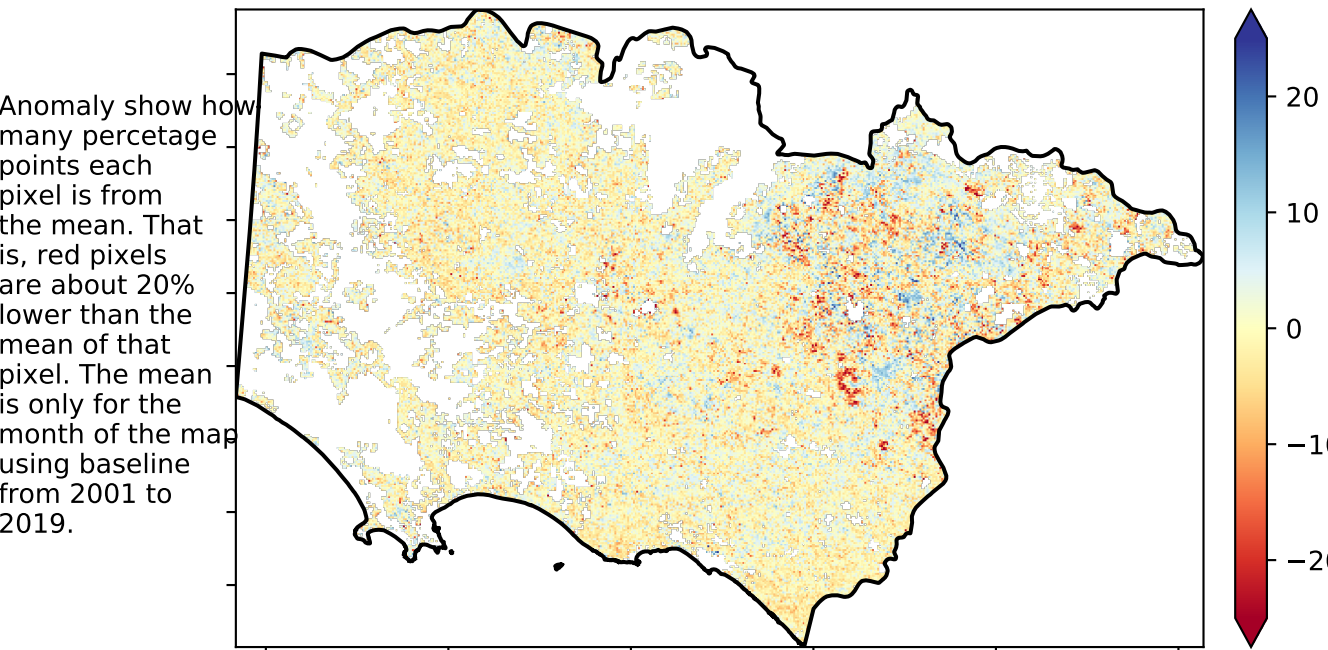 Anomaly show how
many percetage
points each
pixel is from
the mean. That
is, red pixels
are about 20%
lower than the
mean of that
pixel. The mean
is only for the
month of the map
using baseline
from 2001 to
2019.
20
10
0
−10
−20